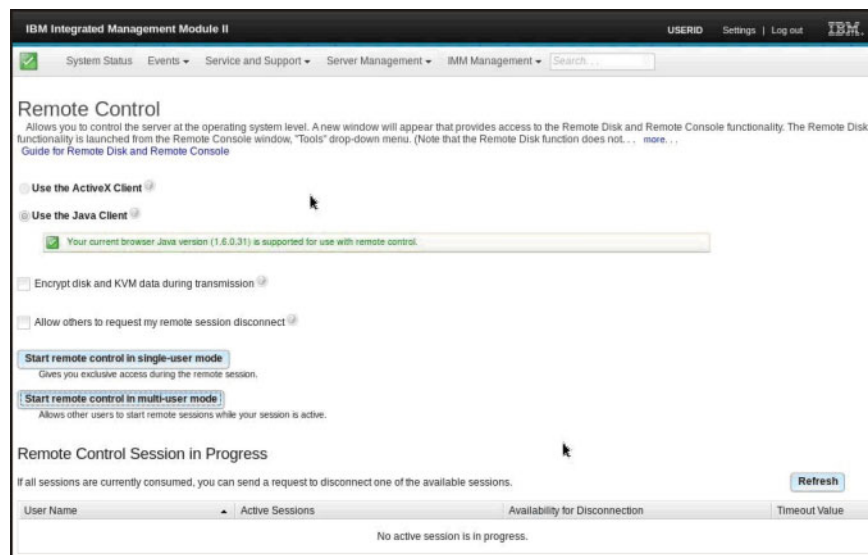 IBM Integrated Management Module II USERID Settings | Log out IBM.
System Status Events Service and Support Server Management IMM Management Search...
Remote Control
Allows you to control the server at the operating system level. A new window will appear that provides access to the Remote Disk and Remote Console functionality. The Remote Disk
functionality is launched from the Remote Console window, "Tools" drop-down menu. (Note that the Remote Disk function does not. . . more. . .
Guide for Remote Disk and Remote Console
Use the ActiveX Client
Use the Java Client
Your current browser Java version (1.6.0.31) is supported for use with remote control.
Encrypt disk and KVM data during transmission
Allow others to request my remote session disconnect
Start remote control in single-user mode
Gives you exclusive access during the remote session.
Start remote control in multi-user mode
Allows other users to start remote sessions while your session is active.
Remote Control Session in Progress
If all sessions are currently consumed, you can send a request to disconnect one of the available sessions. Refresh
User Name Active Sessions Availability for Disconnection Timeout Value
No active session is in progress.